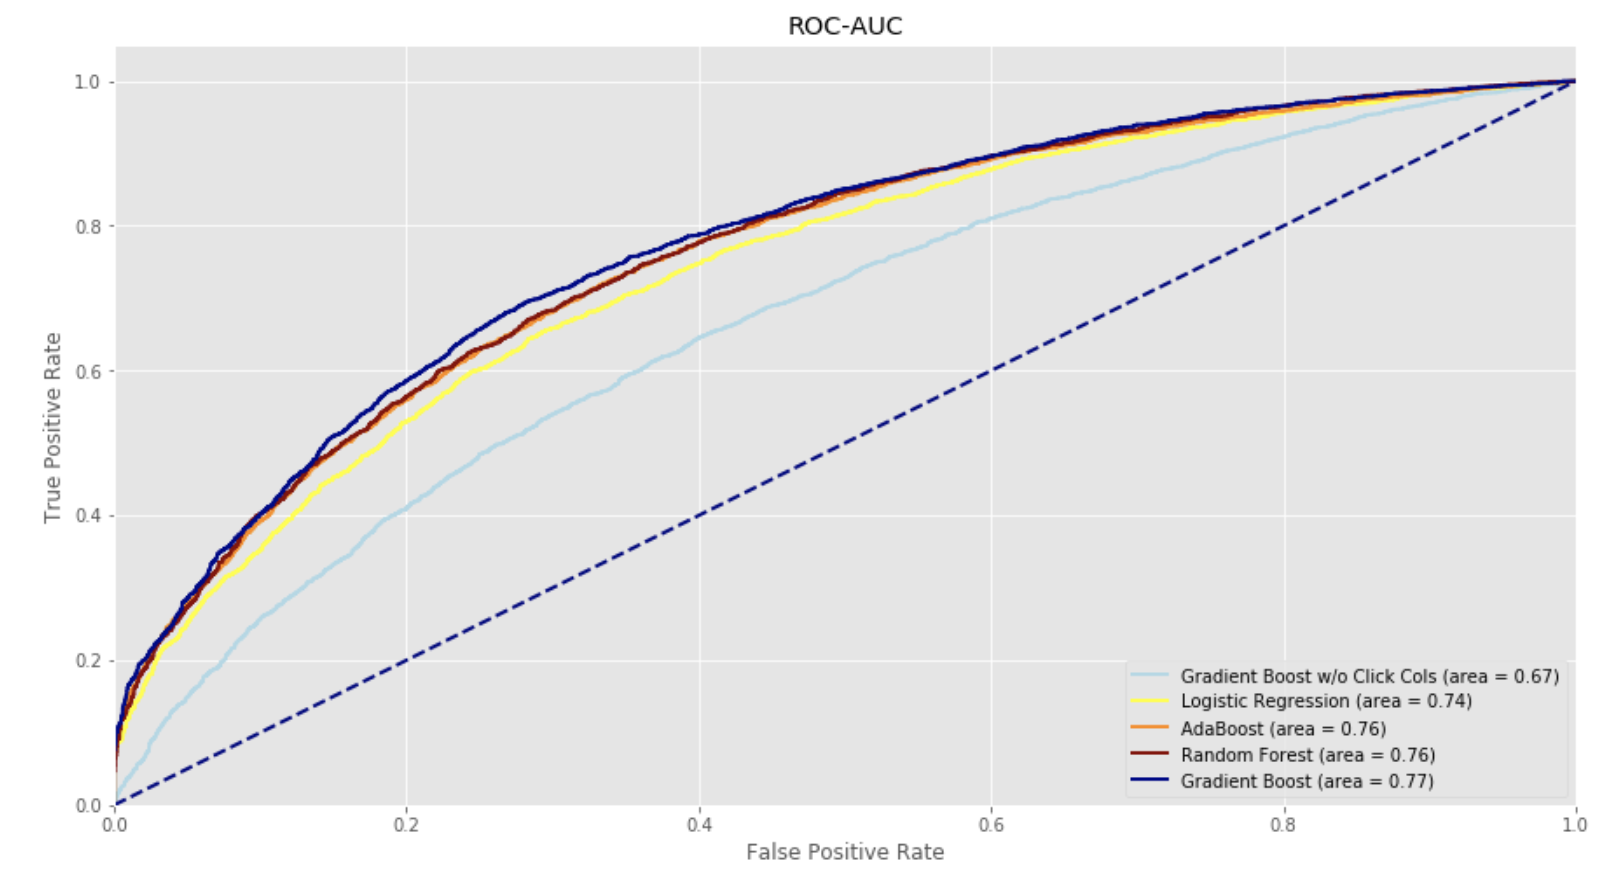 ROC-AUC
1.0
0.8
0.6
0.4
0.2
0.0
True Positive Rate
0.0 0.2 0.4 0.6 0.8 1.0
False Positive Rate
Gradient Boost w/o Click Cols (area = 0.67)
Logistic Regression (area = 0.74)
AdaBoost (area = 0.76)
Random Forest (area = 0.76)
Gradient Boost (area = 0.77)